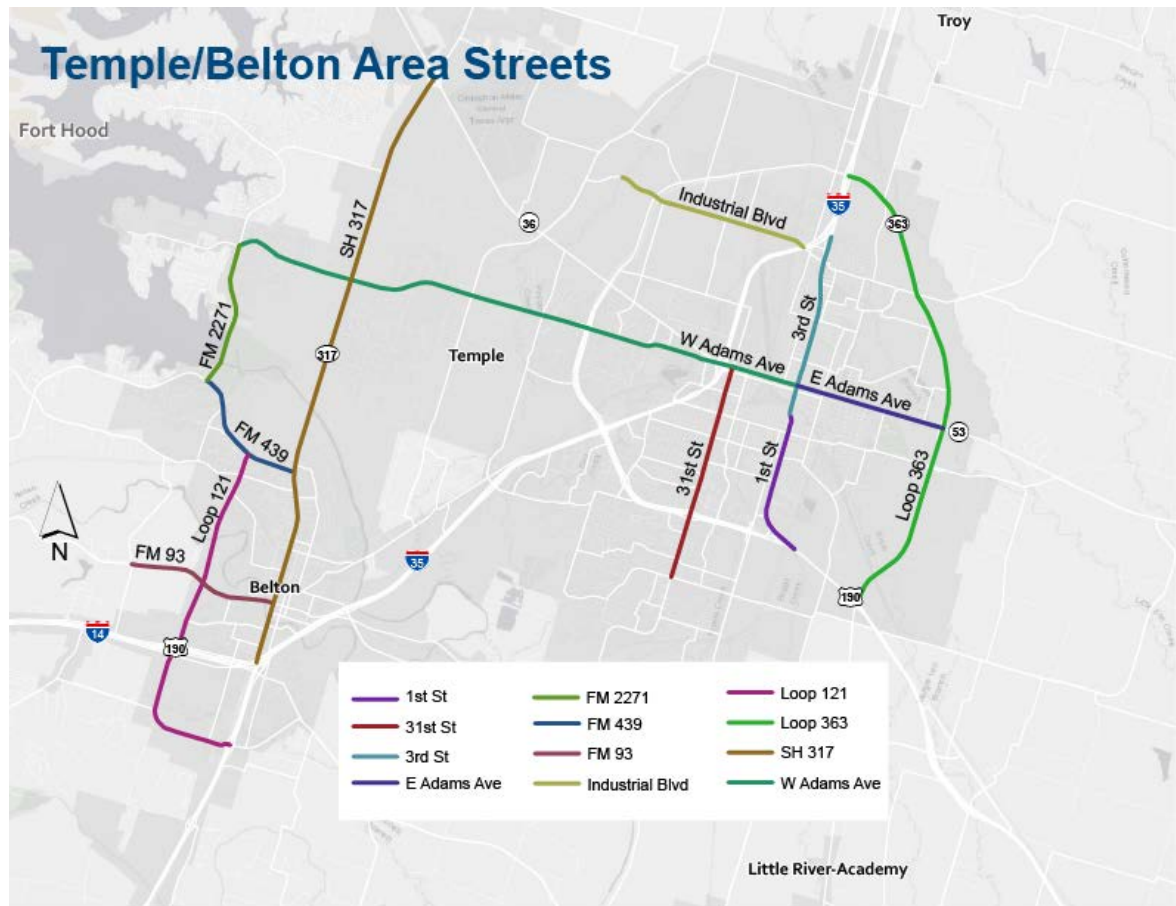 Troy
Temple/Belton Area Streets
Fort Hood
SH 317
36
Industrial Blvd
35
363
FM 2271
317
Temple
3rd St
W Adams Ave
E Adams Ave
53
FM 439
31st St
1st St
Loop 363
Loop 121
N
FM 93
35
Belton
190
14
190
1st St
31st St
3rd St
E Adams Ave
FM 2271
FM 439
FM 93
Industrial Blvd
Loop 121
Loop 363
SH 317
W Adams Ave
Little River-Academy